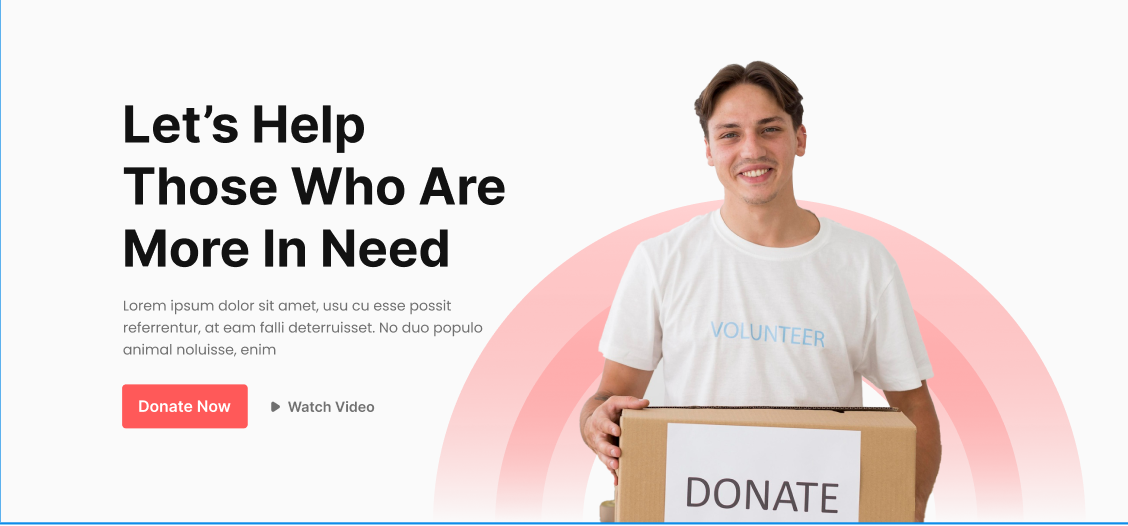 Let’s Help
Those Who Are
More In Need
Lorem ipsum dolor sit amet, usu cu esse possit
referrentur, at eam falli deterruisset. No duo populo
animal noluisse, enim
Donate Now
Watch Video
VOLUNTEER
DONATE